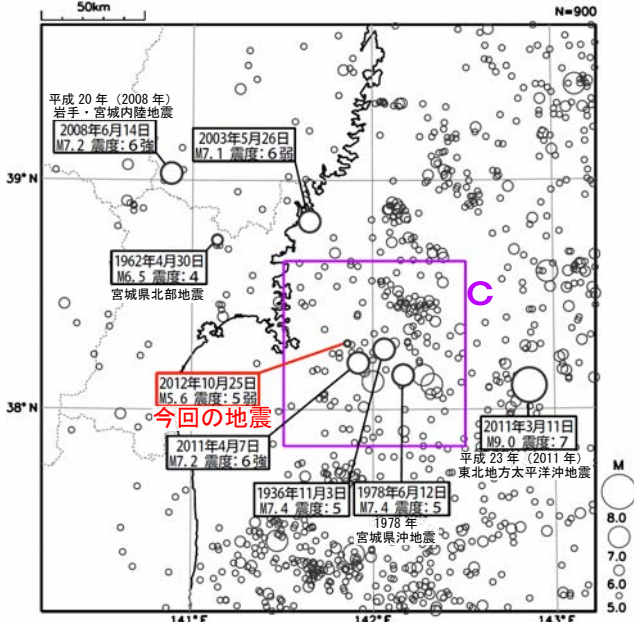 50km
N=900
平成 20 年（2008 年）
岩手・宮城内陸地震
2008年6月14日
M7.2 震度：6強
2003年5月26日
M7.1 震度：6弱
39°N
1962年4月30日
M6.5 震度：4
宮城県北部地震
C
2012年10月25日
M5.6 震度：5弱
今回の地震
38°N
2011年4月7日
M7.2 震度：6強
2011年3月11日
M9.0 震度：7
平成 23 年（2011 年）
東北地方太平洋沖地震
1936年11月3日
M7.4 震度：5
1978年6月12日
M7.4 震度：5
1978 年
宮城県沖地震
M
8.0
7.0
6.0
5.0
141°E
142°E
143°E